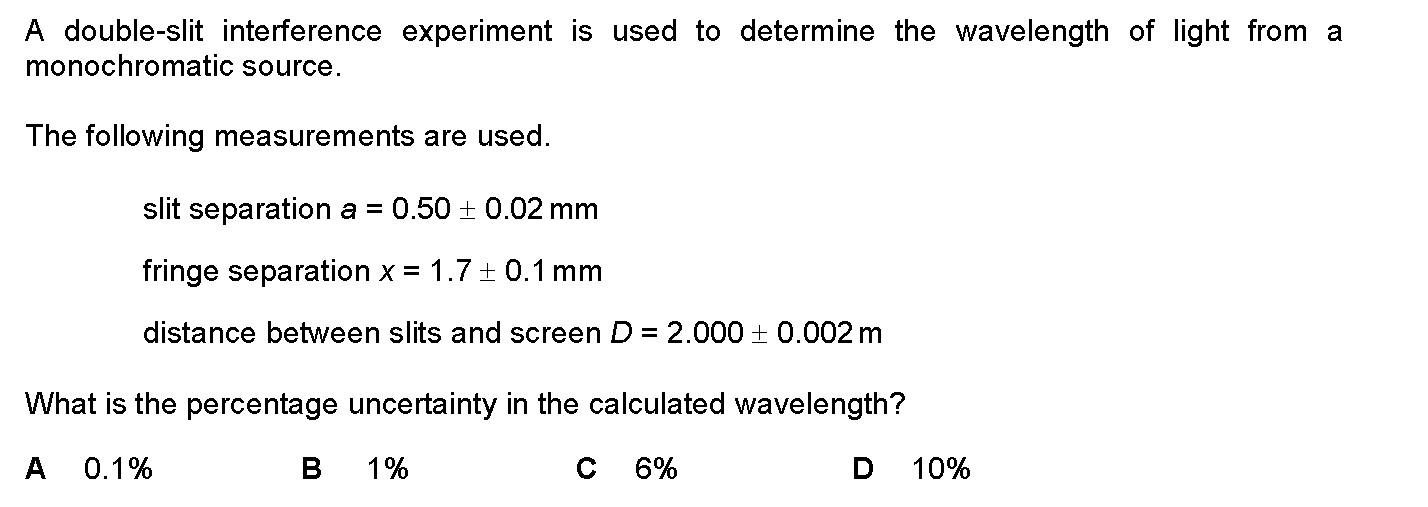 A double-slit interference experiment is used to determine the wavelength of light from a
monochromatic source.
The following measurements are used.
slit separation a = 0.50 ± 0.02 mm
fringe separation x = 1.7 ± 0.1 mm
distance between slits and screen D = 2.000 ± 0.002 m
What is the percentage uncertainty in the calculated wavelength?
A 0.1% B 1% C 6% D 10%